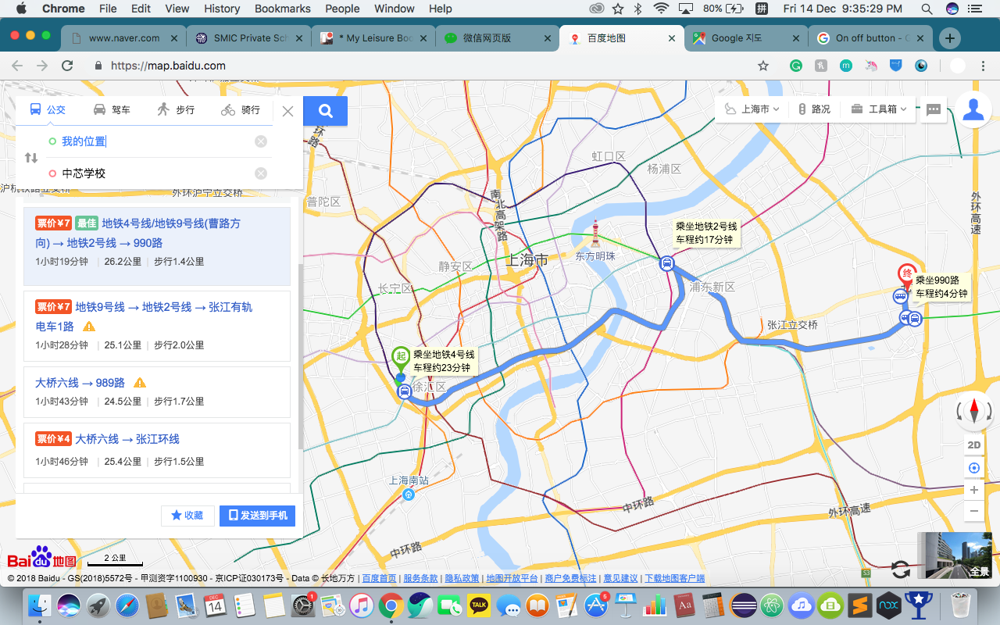 Chrome File Edit View History Bookmarks People Window Help
80% 拼 Fri 14 Dec 9:35:29 PM
www.naver.com
SMIC Private Sch
* My Leisure Boo
微信网页版
百度地图
Google 지도
On off button - G
https://map.baidu.com
公交 驾车 步行 骑行
我的位置
中芯学校
上海市 路况 工具箱
外环沪宁立交桥
票价¥7 最佳 地铁4号线/地铁9号线(曹路方
向) → 地铁2号线 → 990路
1小时19分钟 | 26.2公里 | 步行1.4公里
票价¥7 地铁9号线 → 地铁2号线 → 张江有轨
电车1路
1小时28分钟 | 25.1公里 | 步行2.0公里
大桥六线 → 989路
1小时43分钟 | 24.5公里 | 步行1.7公里
票价¥4 大桥六线 → 张江环线
1小时46分钟 | 25.4公里 | 步行1.5公里
收藏 发送到手机
环路
虹口区
杨浦区
普陀区
南北高架路
外环高速
乘坐地铁2号线
车程约17分钟
东方明珠
上海市
静安区
长宁区
浦东新区
终
乘坐990路
车程约4分钟
张江立交桥
起
乘坐地铁4号线
车程约23分钟
徐汇区
上海南站
中环路
外环高速
中环路
2D
S3
全景
Bai du 地图
2 公里
© 2018 Baidu - GS(2018)5572号 - 甲测资字1100930 - 京ICP证030173号 - Data © 长地万方 | 百度首页 | 服务条款 | 隐私政策 | 地图开放平台 | 商户免费标注 | 意见建议 | 下载地图客户端
DEC
14
1
TALK
5
Aa
nox